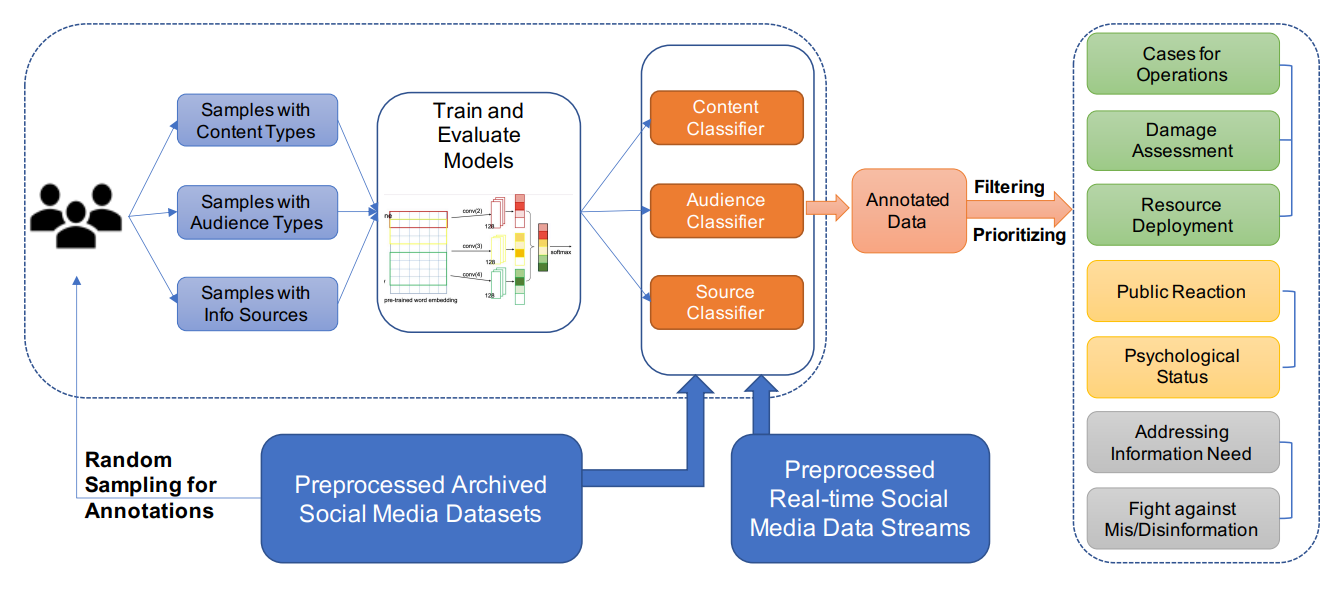 Samples with
Content Types
Samples with
Audience Types
Samples with
Info Sources
Train and
Evaluate
Models
conv(2)
128
conv(3)
128
conv(4)
128
softmax
pre-trained word embedding
Content
Classifier
Audience
Classifier
Source
Classifier
Annotated
Data
Filtering
Prioritizing
Cases for
Operations
Damage
Assessment
Resource
Deployment
Public Reaction
Psychological
Status
Addressing
Information Need
Fight against
Mis/Disinformation
Random
Sampling for
Annotations
Preprocessed Archived
Social Media Datasets
Preprocessed
Real-time Social
Media Data Streams